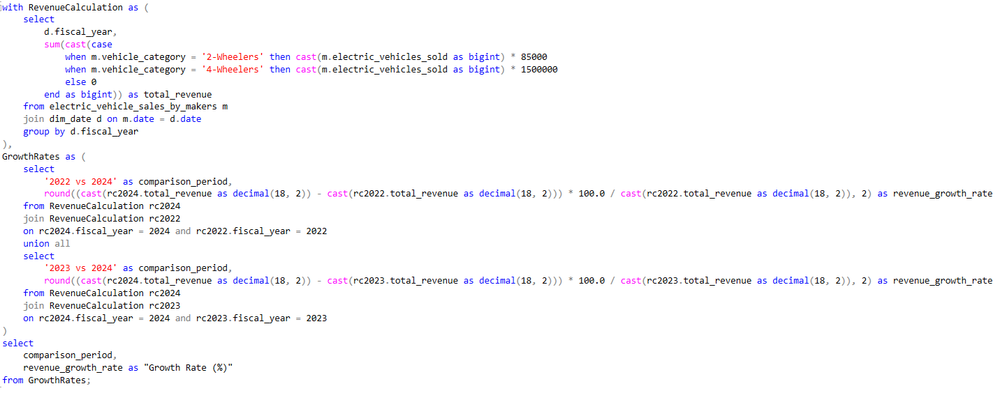 with RevenueCalculation as (
    select
        d.fiscal_year,
        sum(cast(case
            when m.vehicle_category = '2-Wheelers' then cast(m.electric_vehicles_sold as bigint) * 85000
            when m.vehicle_category = '4-Wheelers' then cast(m.electric_vehicles_sold as bigint) * 1500000
            else 0
        end as bigint)) as total_revenue
    from electric_vehicle_sales_by_makers m
    join dim_date d on m.date = d.date
    group by d.fiscal_year
),
GrowthRates as (
    select
        '2022 vs 2024' as comparison_period,
        round((cast(rc2024.total_revenue as decimal(18, 2)) - cast(rc2022.total_revenue as decimal(18, 2))) * 100.0 / cast(rc2022.total_revenue as decimal(18, 2)), 2) as revenue_growth_rate
    from RevenueCalculation rc2024
    join RevenueCalculation rc2022
    on rc2024.fiscal_year = 2024 and rc2022.fiscal_year = 2022
    union all
    select
        '2023 vs 2024' as comparison_period,
        round((cast(rc2024.total_revenue as decimal(18, 2)) - cast(rc2023.total_revenue as decimal(18, 2))) * 100.0 / cast(rc2023.total_revenue as decimal(18, 2)), 2) as revenue_growth_rate
    from RevenueCalculation rc2024
    join RevenueCalculation rc2023
    on rc2024.fiscal_year = 2024 and rc2023.fiscal_year = 2023
)
select
    comparison_period,
    revenue_growth_rate as "Growth Rate (%)"
from GrowthRates;